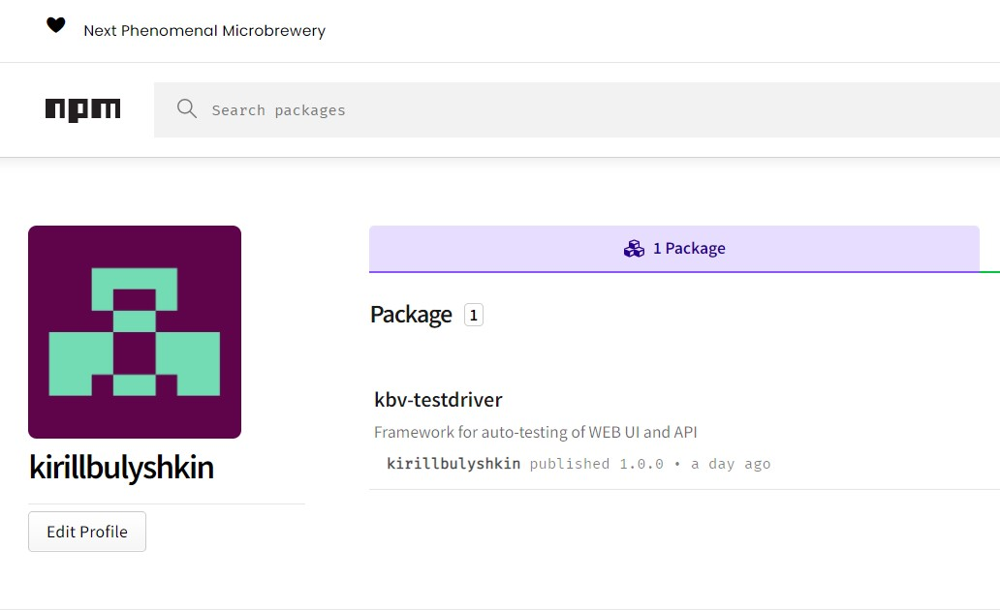 Next Phenomenal Microbrewery
npm
Search packages
1 Package
Package 1
kbv-testdriver
Framework for auto-testing of WEB UI and API
kirillbulyshkin published 1.0.0 • a day ago
kirillbulyshkin
Edit Profile